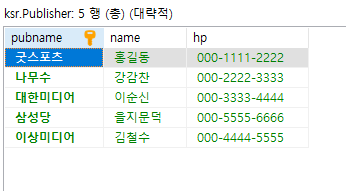 ksr.Publisher: 5 행 (총) (대략적)
pubname name hp
굿스포츠 홍길동 000-1111-2222
나무수 강감찬 000-2222-3333
대한미디어 이순신 000-3333-4444
삼성당 을지문덕 000-5555-6666
이상미디어 김철수 000-4444-5555